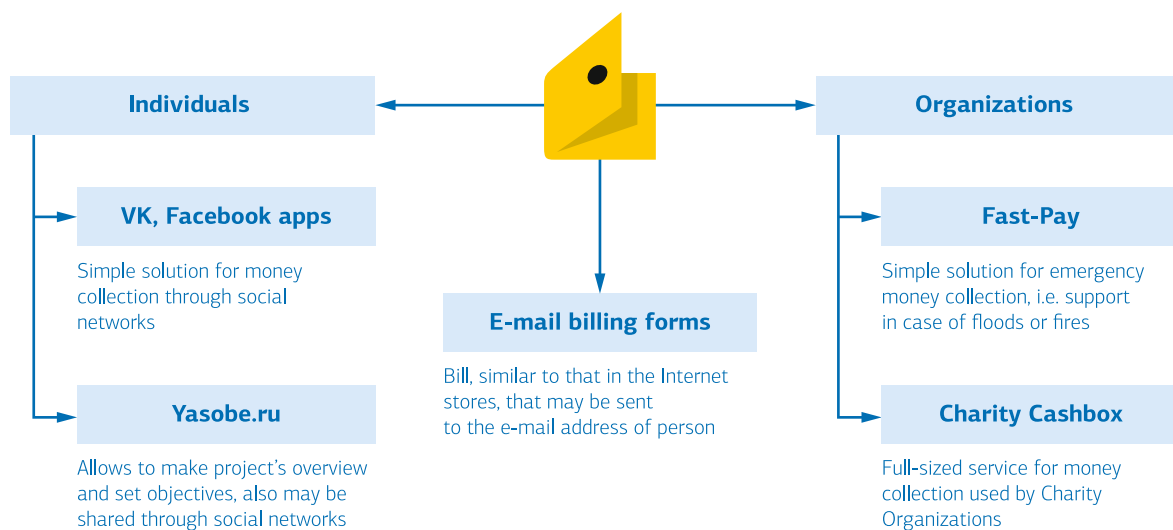 Individuals
Organizations
VK, Facebook apps
Simple solution for money
collection through social
networks
Yasobe.ru
Allows to make project's overview
and set objectives, also may be
shared through social networks
E-mail billing forms
Bill, similar to that in the Internet
stores, that may be sent
to the e-mail address of person
Fast-Pay
Simple solution for emergency
money collection, i.e. support
in case of floods or fires
Charity Cashbox
Full-sized service for money
collection used by Charity
Organizations